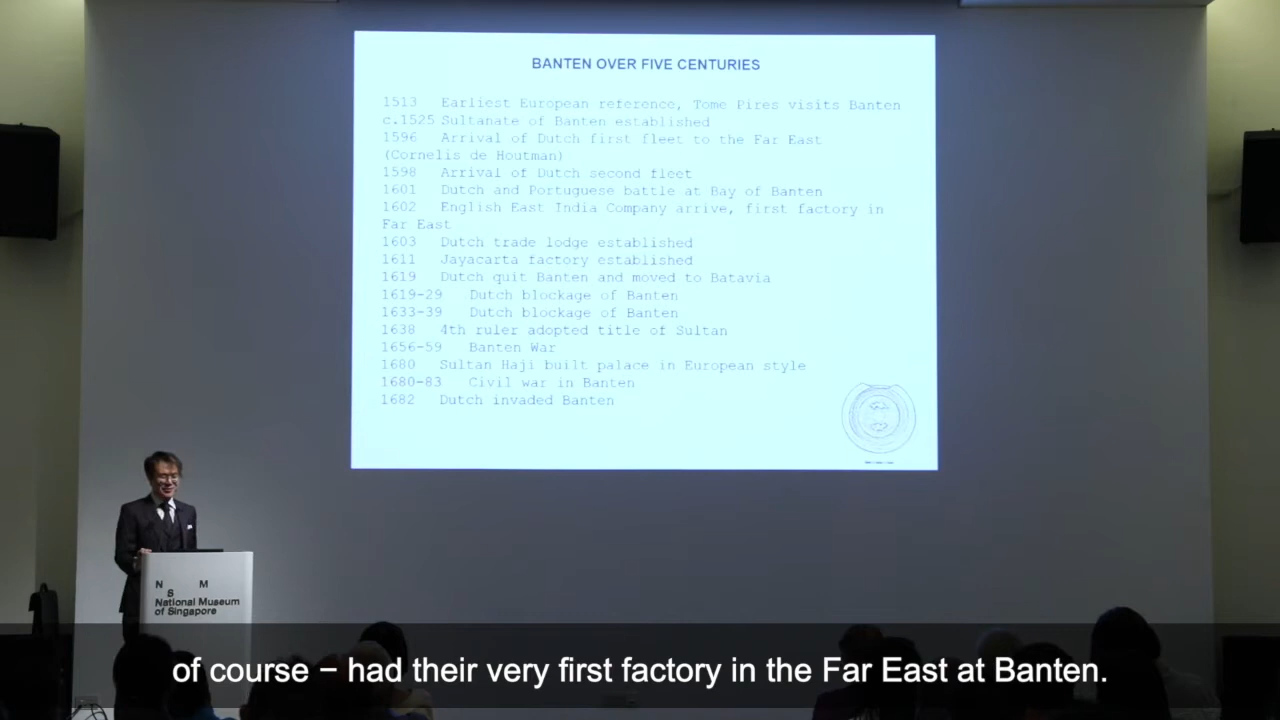 BANTEN OVER FIVE CENTURIES
1513 Earliest European reference, Tome Pires visits Banten
c.1525 Sultanate of Banten established
1596 Arrival of Dutch first fleet to the Far East
(Cornelis de Houtman)
1598 Arrival of Dutch second fleet
1601 Dutch and Portuguese battle at Bay of Banten
1602 English East India Company arrive, first factory in
Far East
1603 Dutch trade lodge established
1611 Jayacarta factory established
1619 Dutch quit Banten and moved to Batavia
1619-29 Dutch blockage of Banten
1633-39 Dutch blockage of Banten
1638 4th ruler adopted title of Sultan
1656-59 Banten War
1680 Sultan Haji built palace in European style
1680-83 Civil war in Banten
1682 Dutch invaded Banten
N M
S
National Museum
of Singapore
of course – had their very first factory in the Far East at Banten.